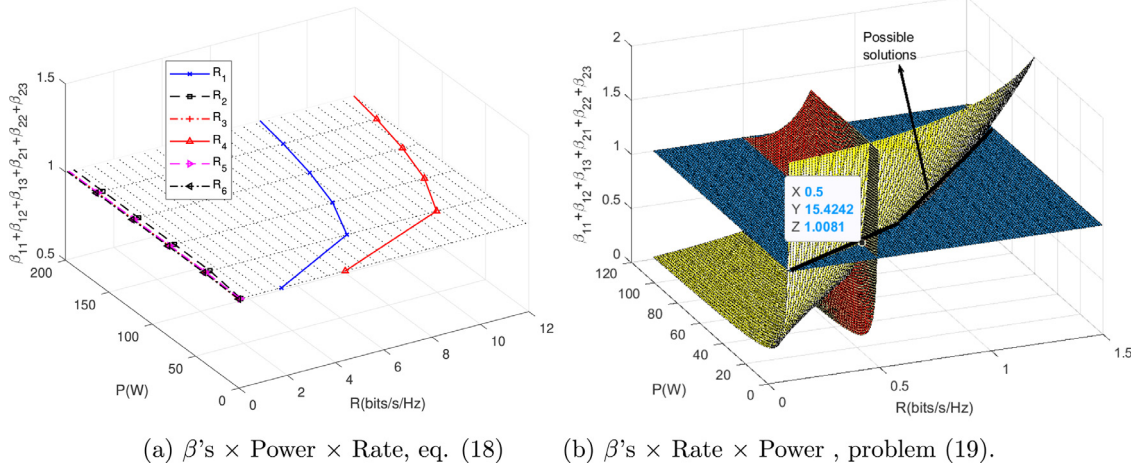 β11+β12+β13+β21+β22+β23
1.5
1
0.5
200
150
100
50
0
P(W)
0
2
4
6
8
10
12
R(bits/s/Hz)
R1
R2
R3
R4
R5
R6
(a) β's × Power × Rate, eq. (18)
β11+β12+β13+β21+β22+β23
2
1.5
1
0.5
0
120
100
80
60
40
20
0
P(W)
0
0.5
1
1.5
R(bits/s/Hz)
Possible
solutions
X 0.5
Y 15.4242
Z 1.0081
(b) β's × Rate × Power , problem (19).